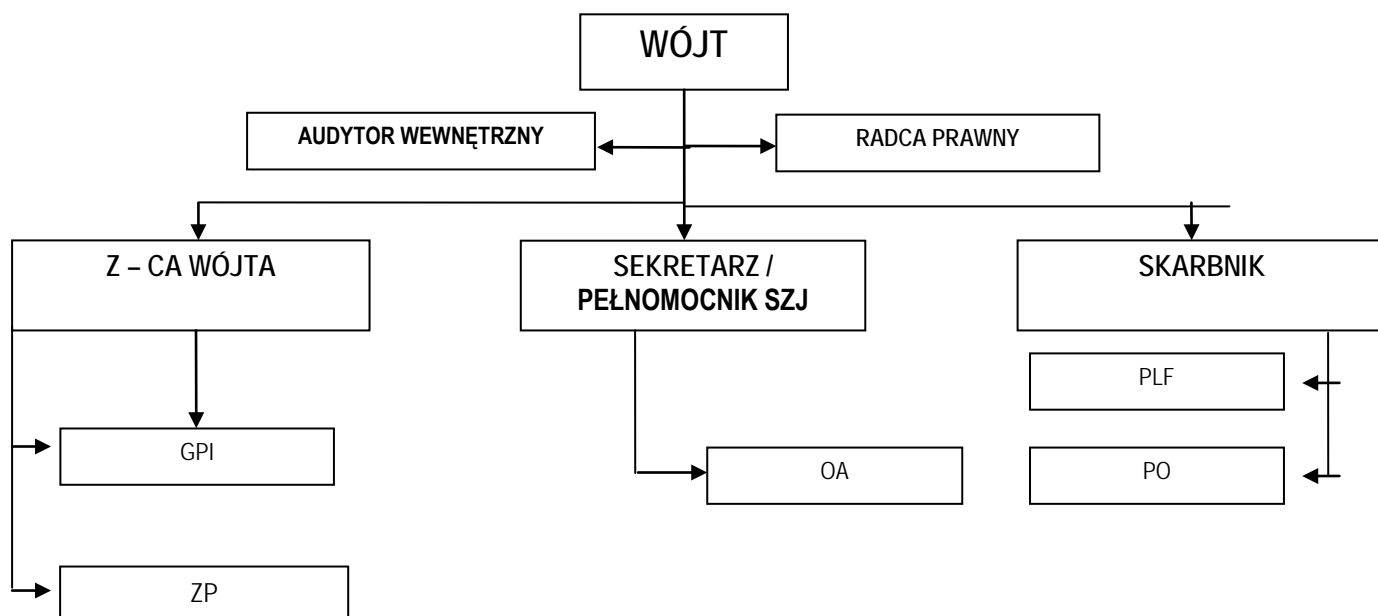 WÓJT
AUDYTOR WEWNĘTRZNY
RADCA PRAWNY
Z – CA WÓJTA
SEKRETARZ /
PEŁNOMOCNIK SZJ
SKARBNIK
PLF
GPI
OA
PO
ZP